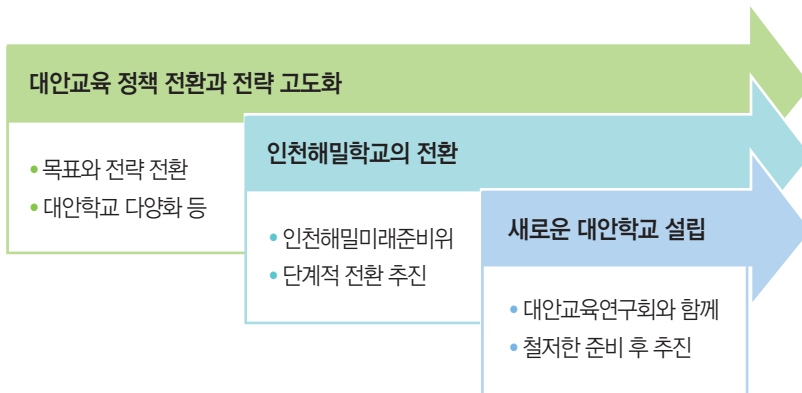 대안교육 정책 전환과 전략 고도화
• 목표와 전략 전환
• 대안학교 다양화 등
인천해밀학교의 전환
• 인천해밀미래준비위
• 단계적 전환 추진
새로운 대안학교 설립
• 대안교육연구회와 함께
• 철저한 준비 후 추진